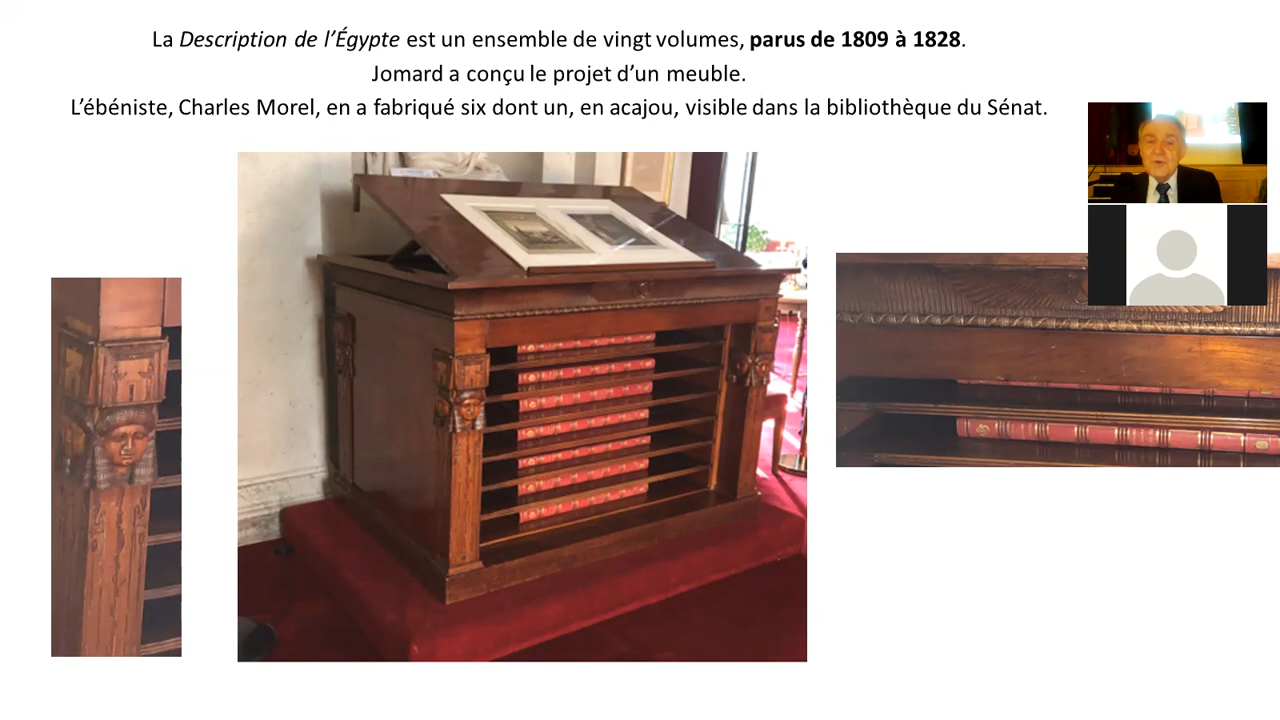 La Description de l’Égypte est un ensemble de vingt volumes, parus de 1809 à 1828.
Jomard a conçu le projet d’un meuble.
L’ébéniste, Charles Morel, en a fabriqué six dont un, en acajou, visible dans la bibliothèque du Sénat.